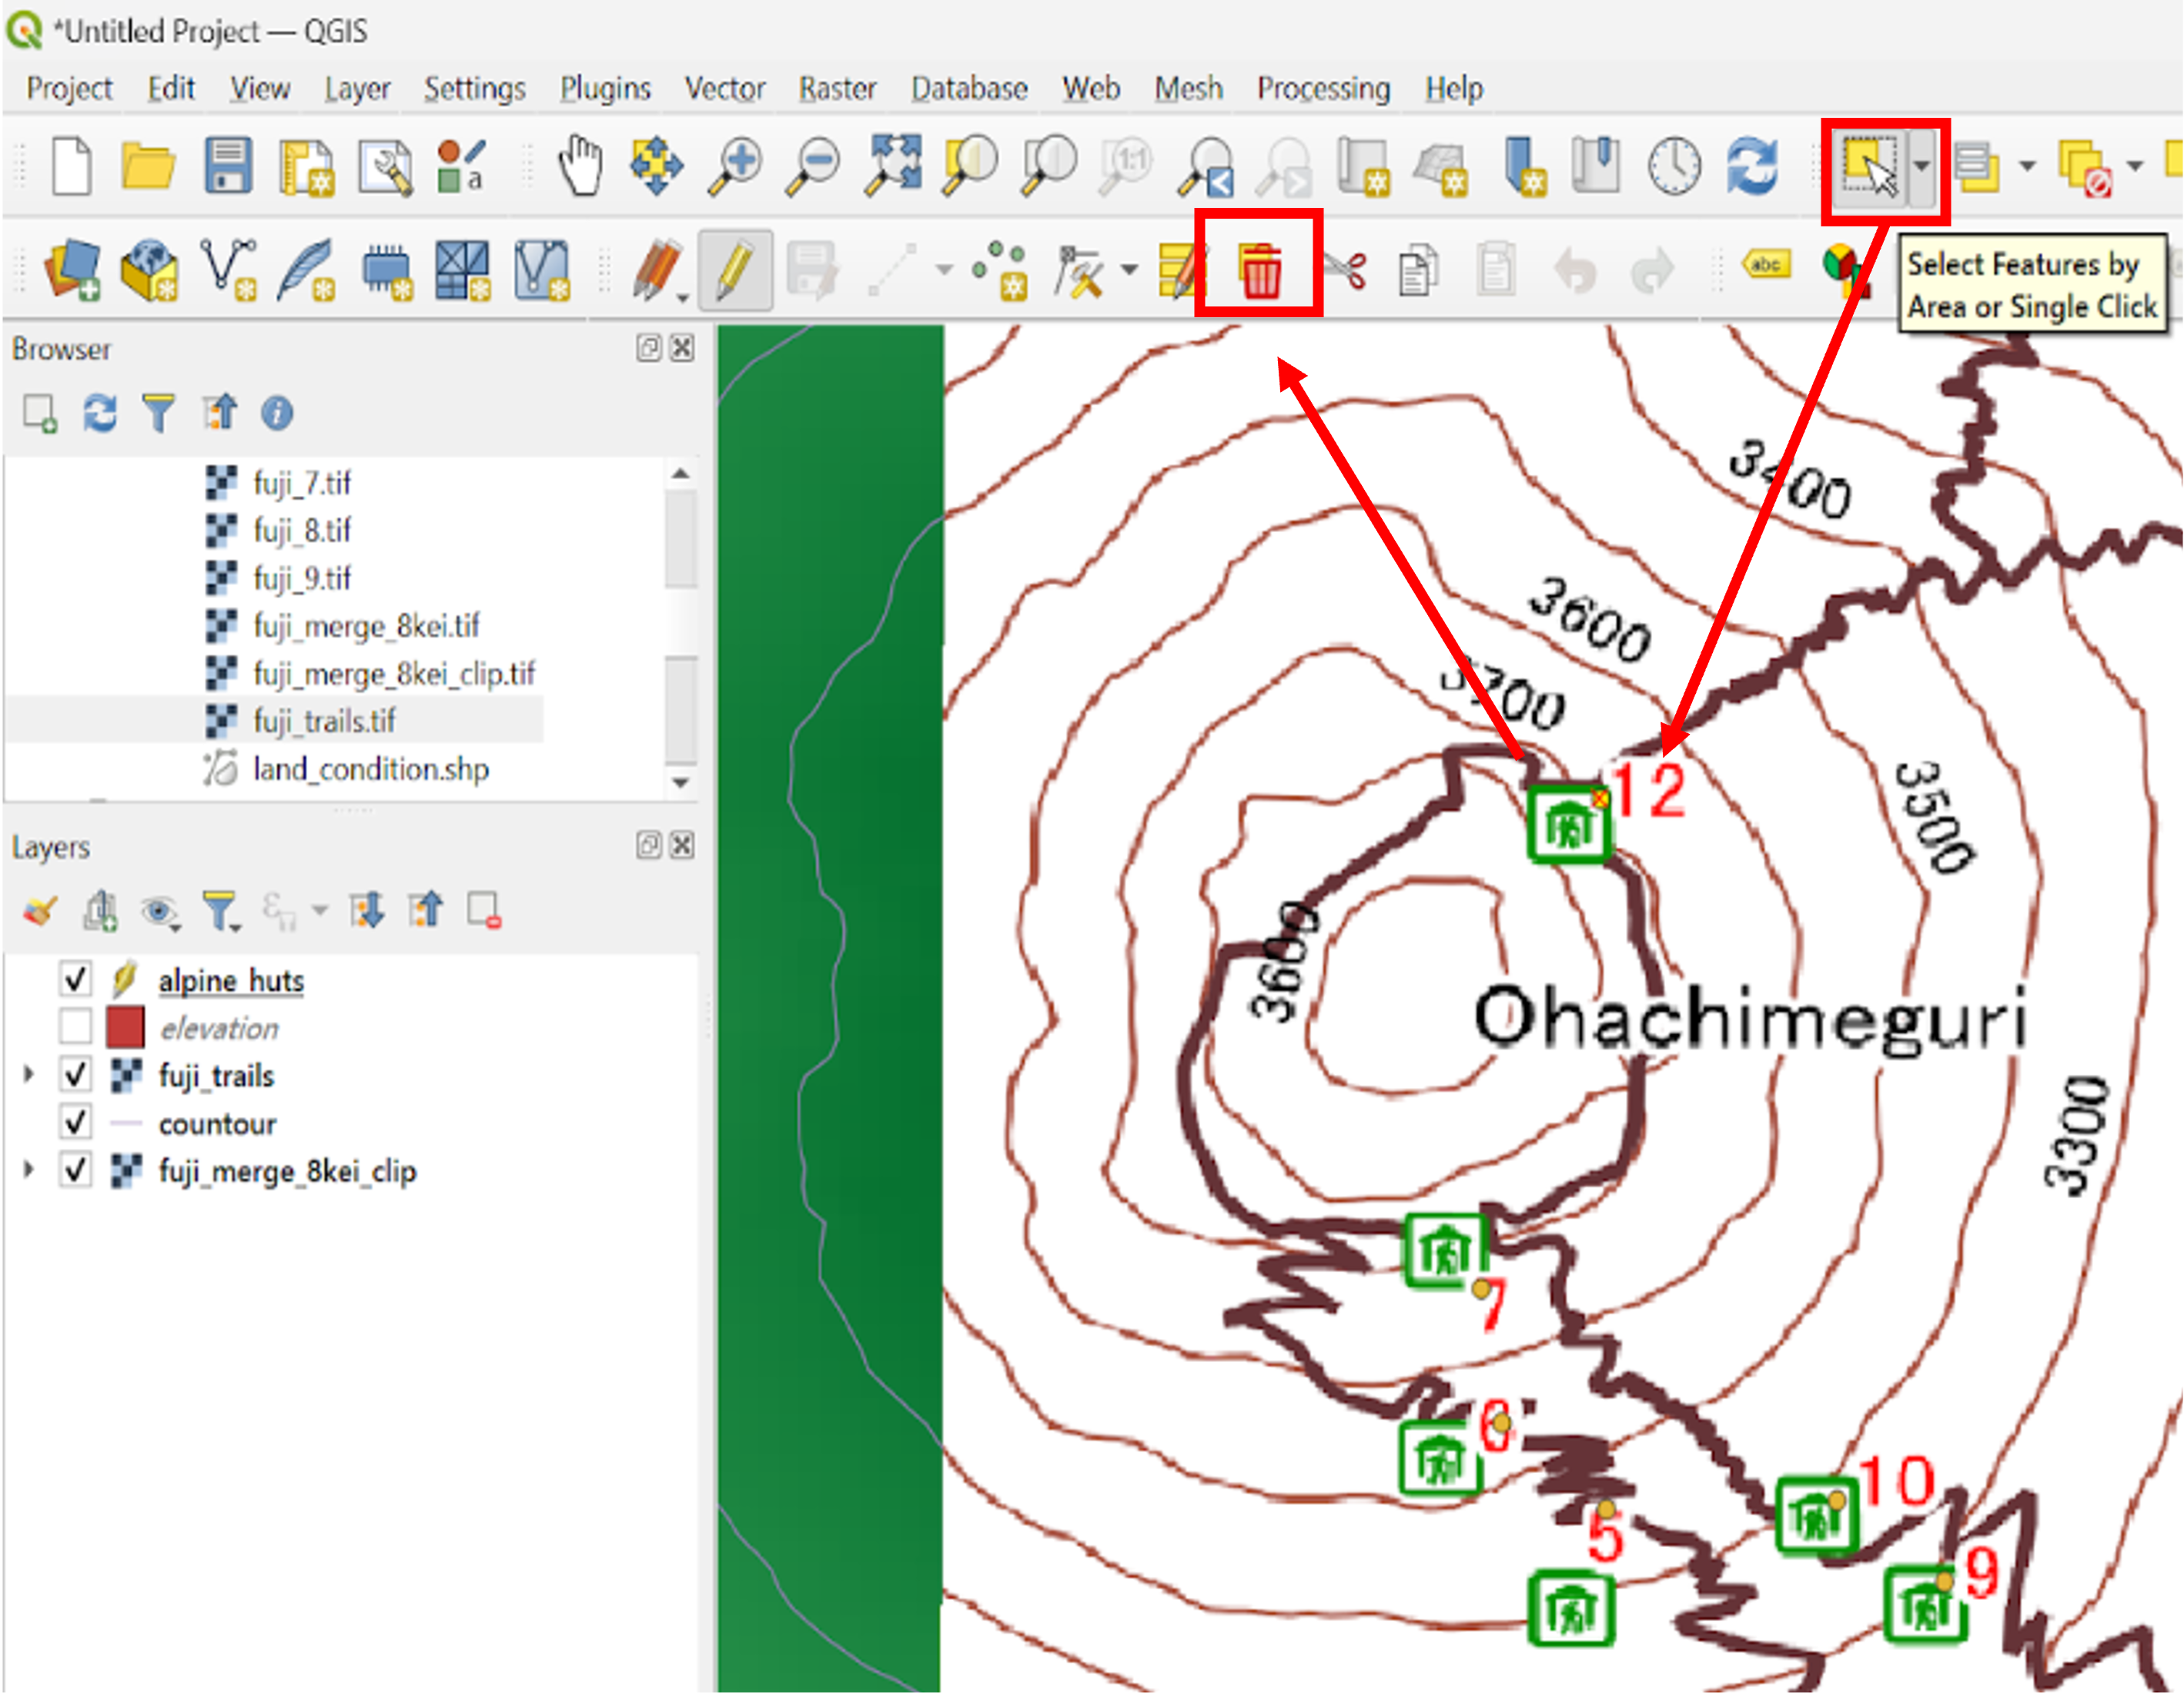 *Untitled Project — QGIS
Project Edit View Layer Settings Plugins Vector Raster Database Web Mesh Processing Help
a
1:1
abc
Select Features by
Area or Single Click
Browser
fuji_7.tif
fuji_8.tif
fuji_9.tif
fuji_merge_8kei.tif
fuji_merge_8kei_clip.tif
fuji_trails.tif
land_condition.shp
Layers
alpine_huts
elevation
fuji_trails
countour
fuji_merge_8kei_clip
3400
3600
3700
12
3500
3600
Ohachimeguri
3300
7
6
10
5
9